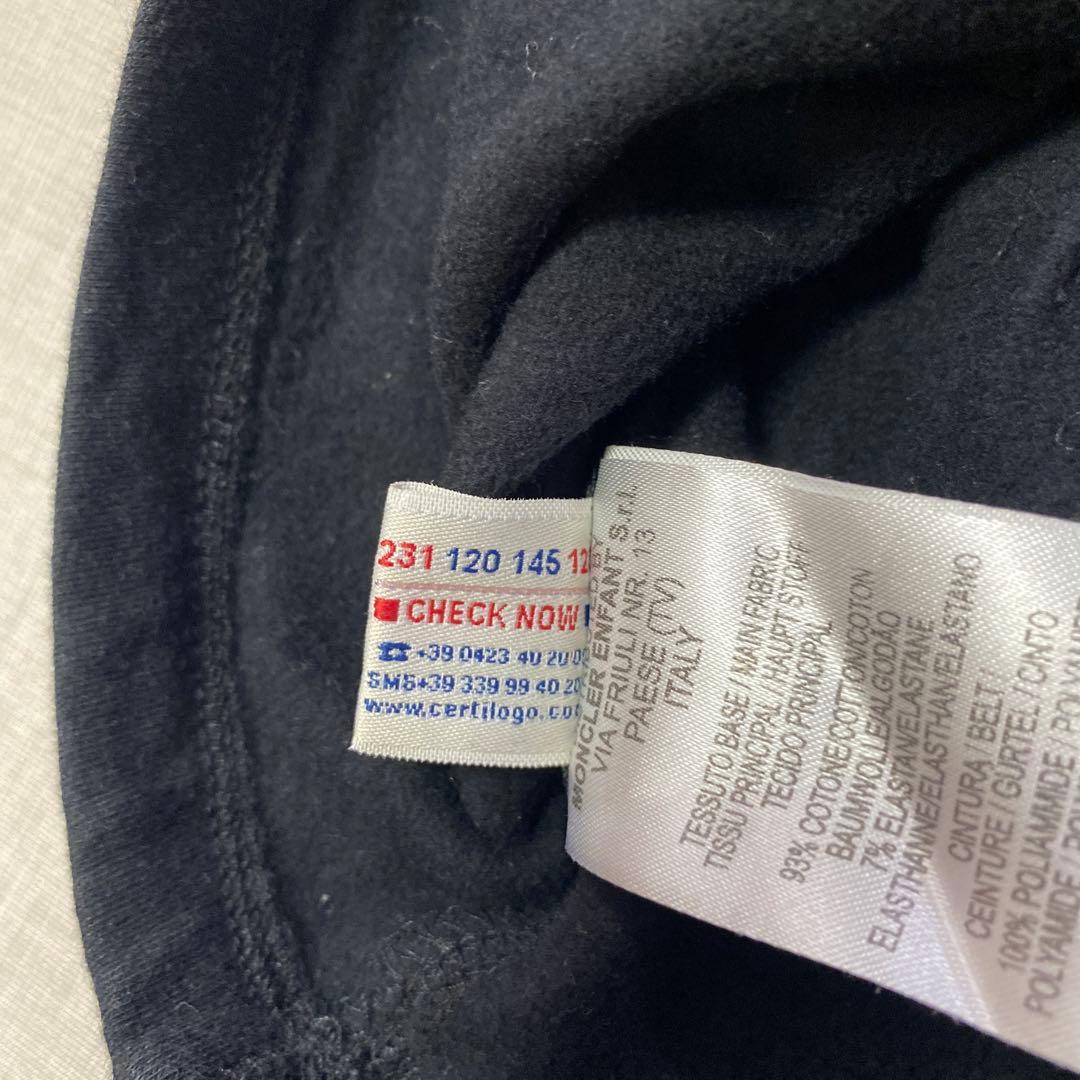 231 120 145 12
CHECK NOW
☎ +39 0423 40 20 0
SMS+39 339 99 40 20
www.certilogo.co
MONCLER ENFANT S.r.l.
VIA FRIULI NR. 13
PAESE (TV)
ITALY
TESSUTO BASE / MAIN FABRIC
TISSU PRINCIPAL / HAUPT STOFF
TECIDO PRINCIPAL
93% COTONE/COTTON/COTON
BAUMWOLLE/ALGODÃO
7% ELASTAN/ELASTANE
ELASTHANNE/ELASTHAN/ELASTANO
CINTURA / BELT
CEINTURE / GÜRTEL / CINTO
100% POLIAMMIDE
POLYAMIDE